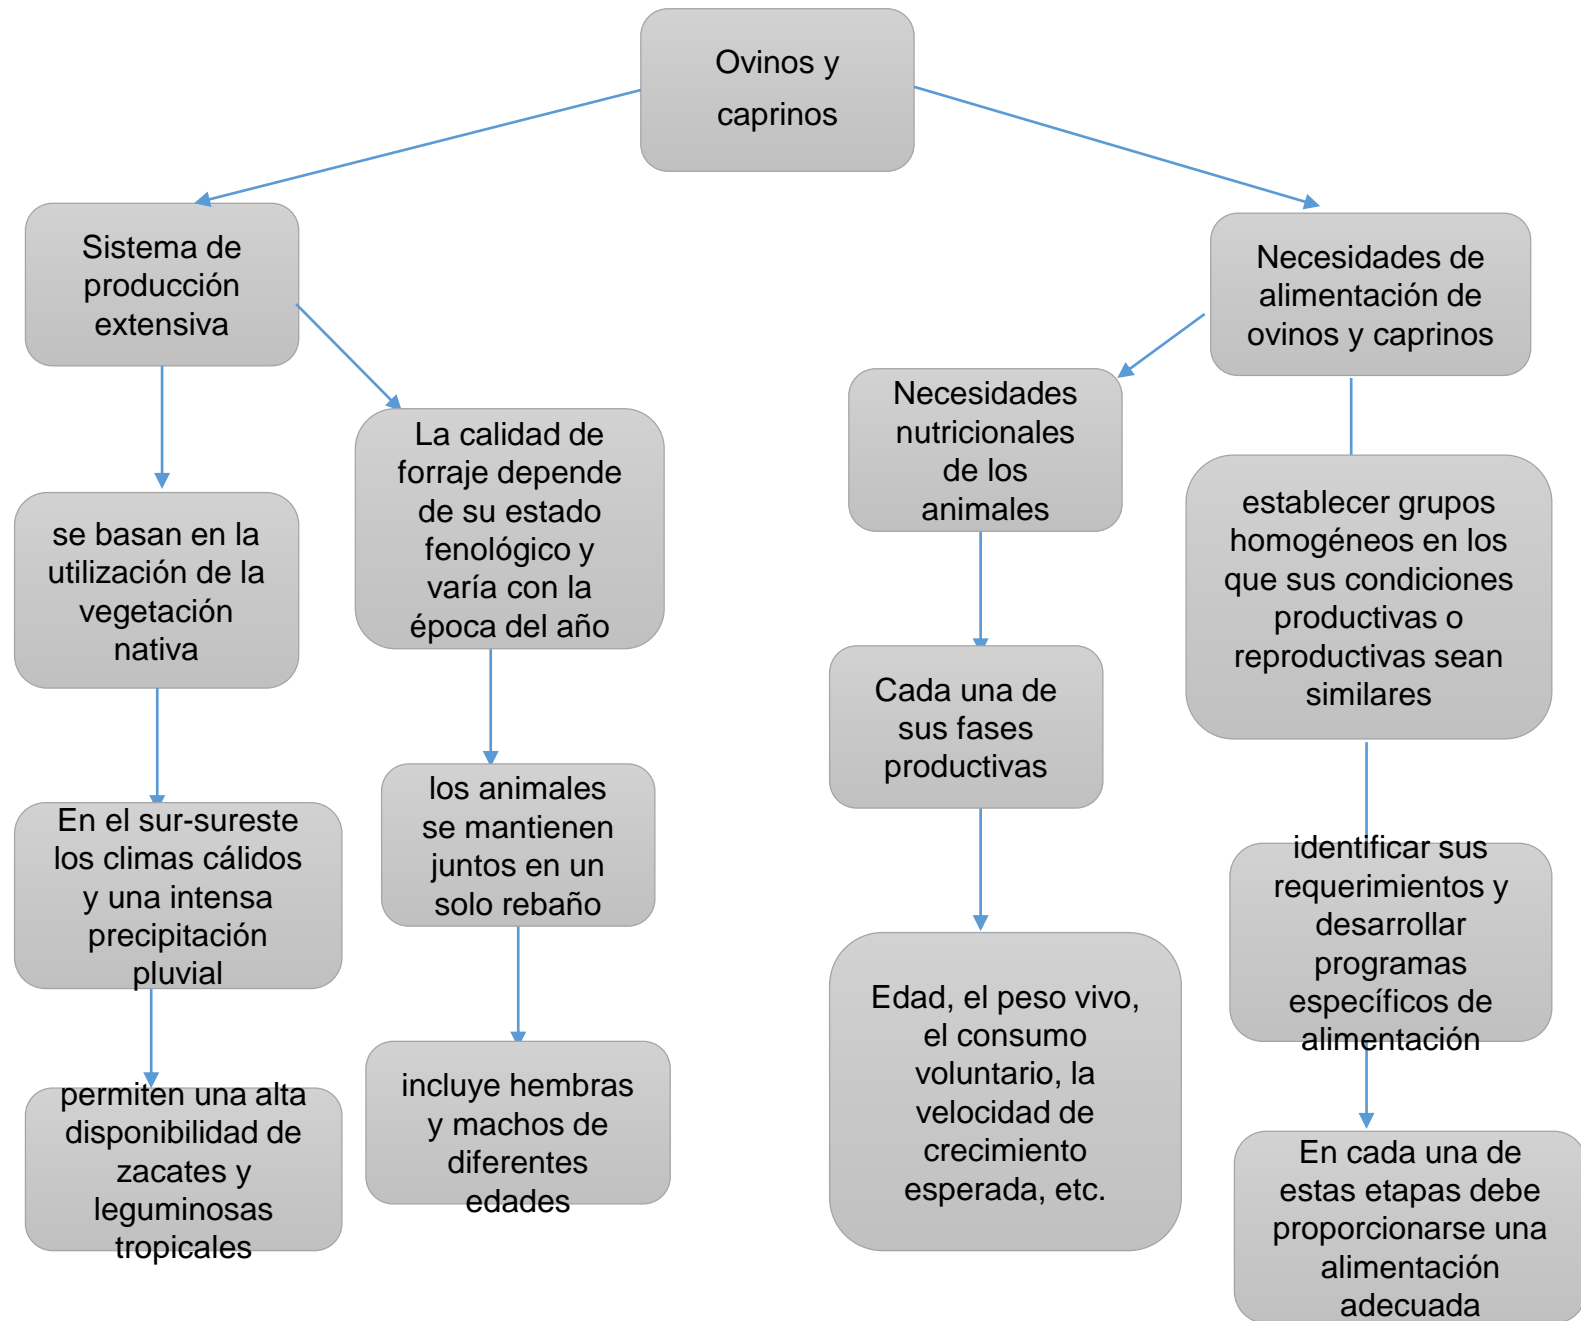 Ovinos y
caprinos
Sistema de
producción
extensiva
Necesidades de
alimentación de
ovinos y caprinos
se basan en la
utilización de la
vegetación
nativa
La calidad de
forraje depende
de su estado
fenológico y
varía con la
época del año
Necesidades
nutricionales
de los
animales
establecer grupos
homogéneos en los
que sus condiciones
productivas o
reproductivas sean
similares
En el sur-sureste
los climas cálidos
y una intensa
precipitación
pluvial
los animales
se mantienen
juntos en un
solo rebaño
Cada una de
sus fases
productivas
identificar sus
requerimientos y
desarrollar
programas
específicos de
alimentación
permiten una alta
disponibilidad de
zacates y
leguminosas
tropicales
incluye hembras
y machos de
diferentes
edades
Edad, el peso vivo,
el consumo
voluntario, la
velocidad de
crecimiento
esperada, etc.
En cada una de
estas etapas debe
proporcionarse una
alimentación
adecuada